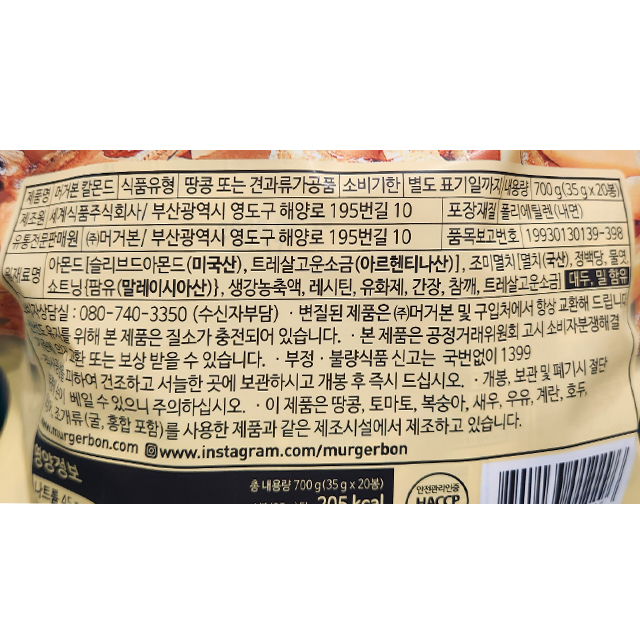 제품명 머거본 칼몬드 식품유형 땅콩 또는 견과류가공품 소비기한 별도 표기일까지 내용량 700 g(35 g x 20봉)
제조원 세계식품주식회사/ 부산광역시 영도구 해양로 195번길 10 포장재질 폴리에틸렌(내면)
유통전문판매원 ㈜머거본/ 부산광역시 영도구 해양로 195번길 10 품목보고번호 19930130139-398
원재료명 아몬드[슬리브드아몬드(미국산), 트레살고운소금(아르헨티나산)], 조미멸치[멸치(국산), 정백당, 물엿,
쇼트닝{팜유(말레이시아산)}, 생강농축액, 레시틴, 유화제, 간장, 참깨, 트레살고운소금] 대두, 밀 함유
상담실 : 080-740-3350 (수신자부담) · 변질된 제품은 ㈜머거본 및 구입처에서 항상 교환해 드립니다
위해 본 제품은 질소가 충전되어 있습니다. · 본 제품은 공정거래위원회 고시 소비자분쟁해결
또는 보상 받을 수 있습니다. · 부정 · 불량식품 신고는 국번없이 1399
피하여 건조하고 서늘한 곳에 보관하시고 개봉 후 즉시 드십시오. · 개봉, 보관 및 폐기시 절단
베일 수 있으니 주의하십시오. · 이 제품은 땅콩, 토마토, 복숭아, 새우, 우유, 계란, 호두,
조개류(굴, 홍합 포함)를 사용한 제품과 같은 제조시설에서 제조하고 있습니다.
www.murgerbon.com www.instagram.com/murgerbon
영양정보
총 내용량 700 g(35 g x 20봉)
205 kcal
나트륨
안전관리인증
HACCP